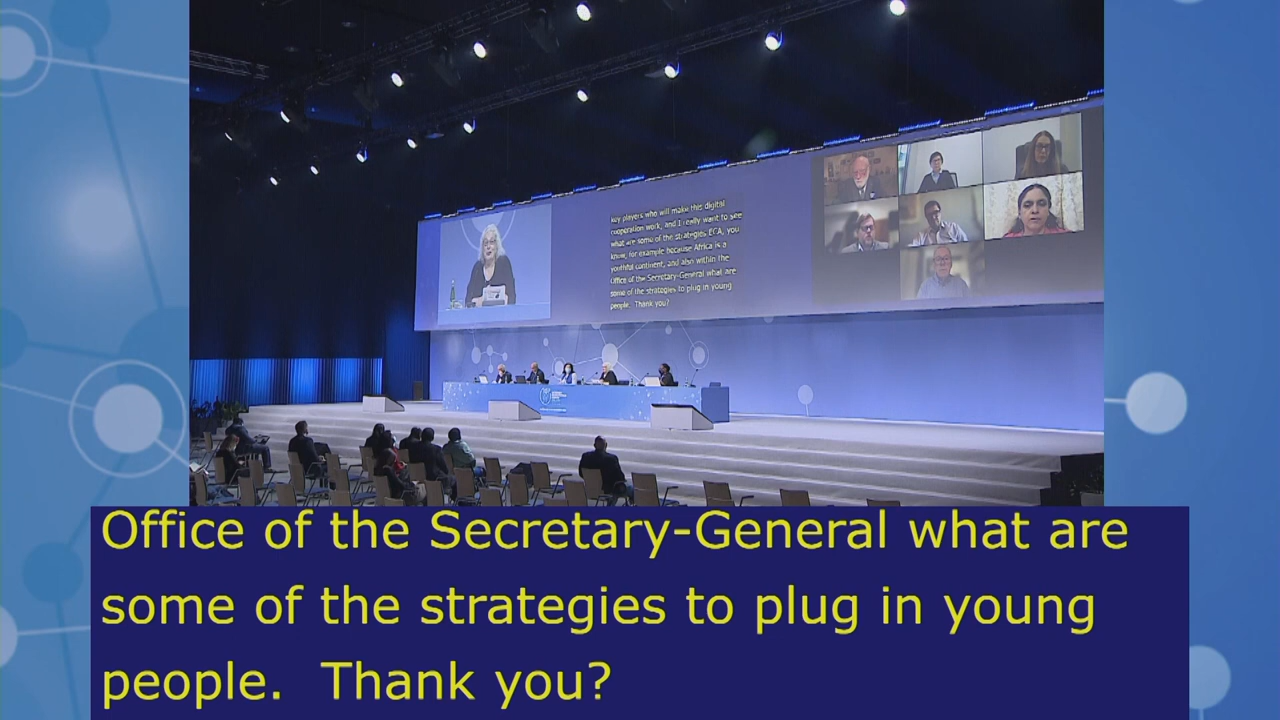 key players who will make this digital
cooperation work, and I really want to see
what are some of the strategies ECA, you
know, for example because Africa is a
youthful continent, and also within the
Office of the Secretary-General what are
some of the strategies to plug in young
people.  Thank you?
Office of the Secretary-General what are
some of the strategies to plug in young
people.  Thank you?